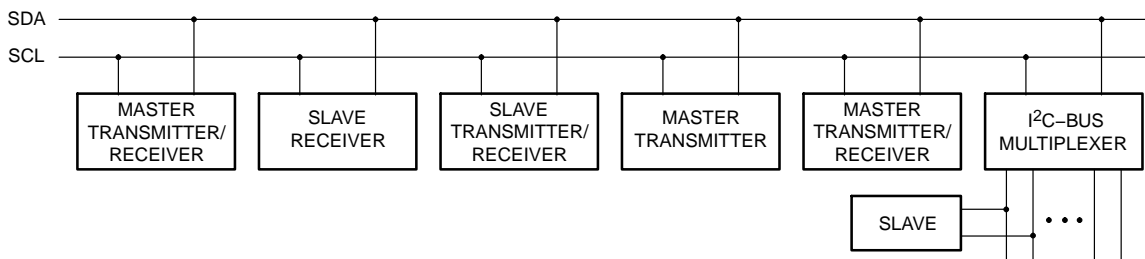 SDA
SCL
MASTER
TRANSMITTER/
RECEIVER
SLAVE
RECEIVER
SLAVE
TRANSMITTER/
RECEIVER
MASTER
TRANSMITTER
MASTER
TRANSMITTER/
RECEIVER
I²C−BUS
MULTIPLEXER
SLAVE